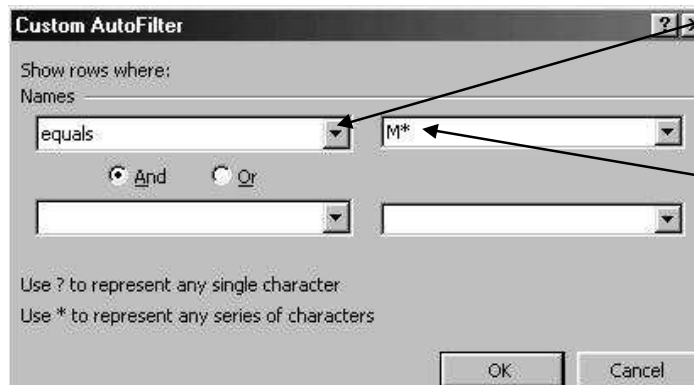 Custom AutoFilter
Show rows where:
Names
equals M*
And Or
Use ? to represent any single character
Use * to represent any series of characters
OK Cancel